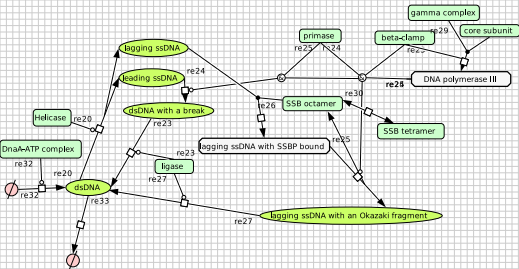 gamma complex
re29
core subunit
primase
beta-clamp
re25
re24
re25
lagging ssDNA
re24
leading ssDNA
DNA polymerase III
re30
SSB octamer
re26
dsDNA with a break
Helicase
re20
re23
SSB tetramer
re25
lagging ssDNA with SSBP bound
DnaA-ATP complex
re23
re32
ligase
re20
re27
dsDNA
re32
re33
lagging ssDNA with an Okazaki fragment
re27